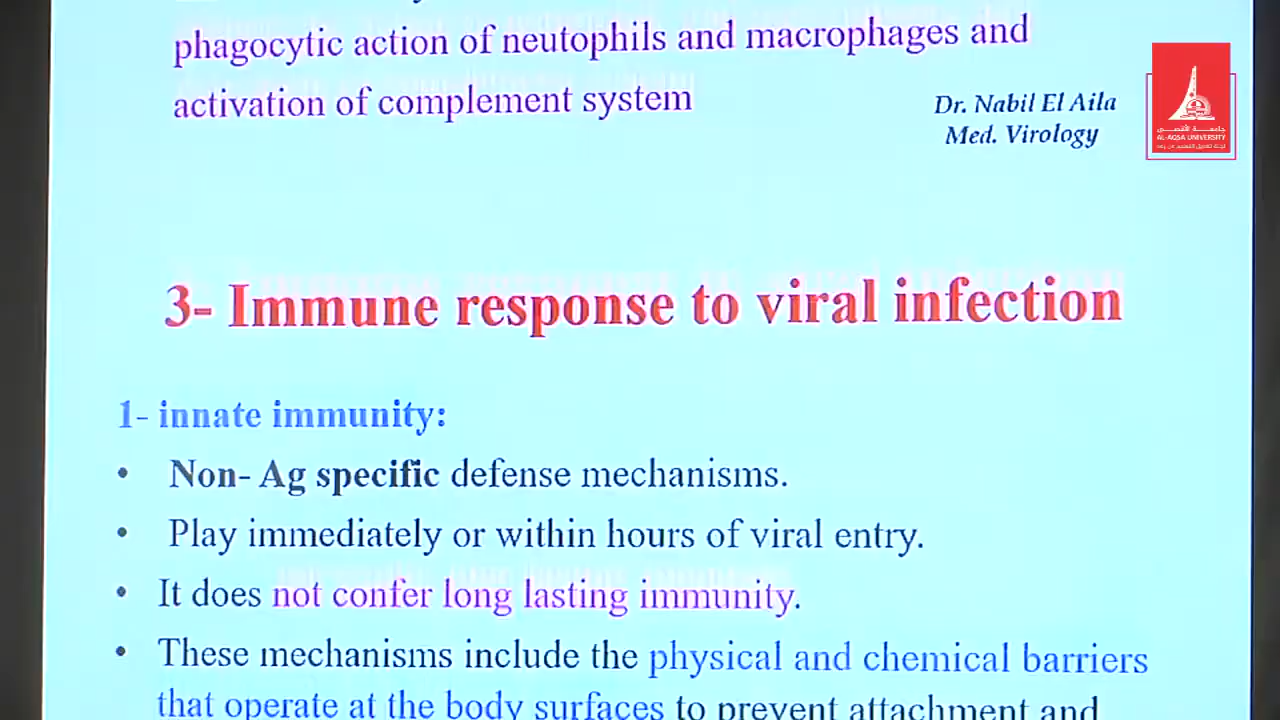 phagocytic action of neutophils and macrophages and
activation of complement system
Dr. Nabil El Aila
Med. Virology
AL-AQSA UNIVERSITY
3- Immune response to viral infection
1- innate immunity:
• Non- Ag specific defense mechanisms.
• Play immediately or within hours of viral entry.
• It does not confer long lasting immunity.
• These mechanisms include the physical and chemical barriers
that operate at the body surfaces to prevent attachment and